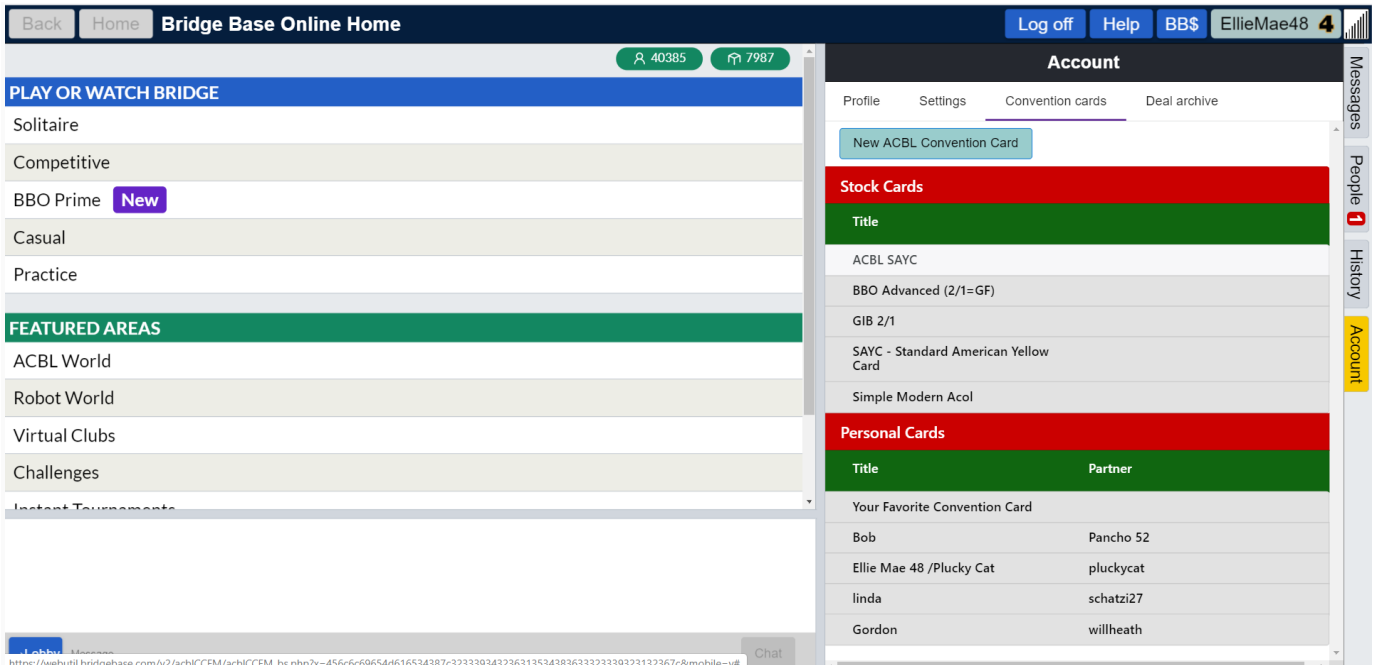 Back Home Bridge Base Online Home Log off Help BB$ EllieMae48 4
40385 7987
PLAY OR WATCH BRIDGE
Solitaire
Competitive
BBO Prime New
Casual
Practice
FEATURED AREAS
ACBL World
Robot World
Virtual Clubs
Challenges
Instant Tournaments
Lobby Message Chat
Account
Profile Settings Convention cards Deal archive
New ACBL Convention Card
Stock Cards
Title
ACBL SAYC
BBO Advanced (2/1=GF)
GIB 2/1
SAYC - Standard American Yellow
Card
Simple Modern Acol
Personal Cards
Title Partner
Your Favorite Convention Card
Bob Pancho 52
Ellie Mae 48 /Plucky Cat pluckycat
linda schatzi27
Gordon willheath
Messages
People 1
History
Account